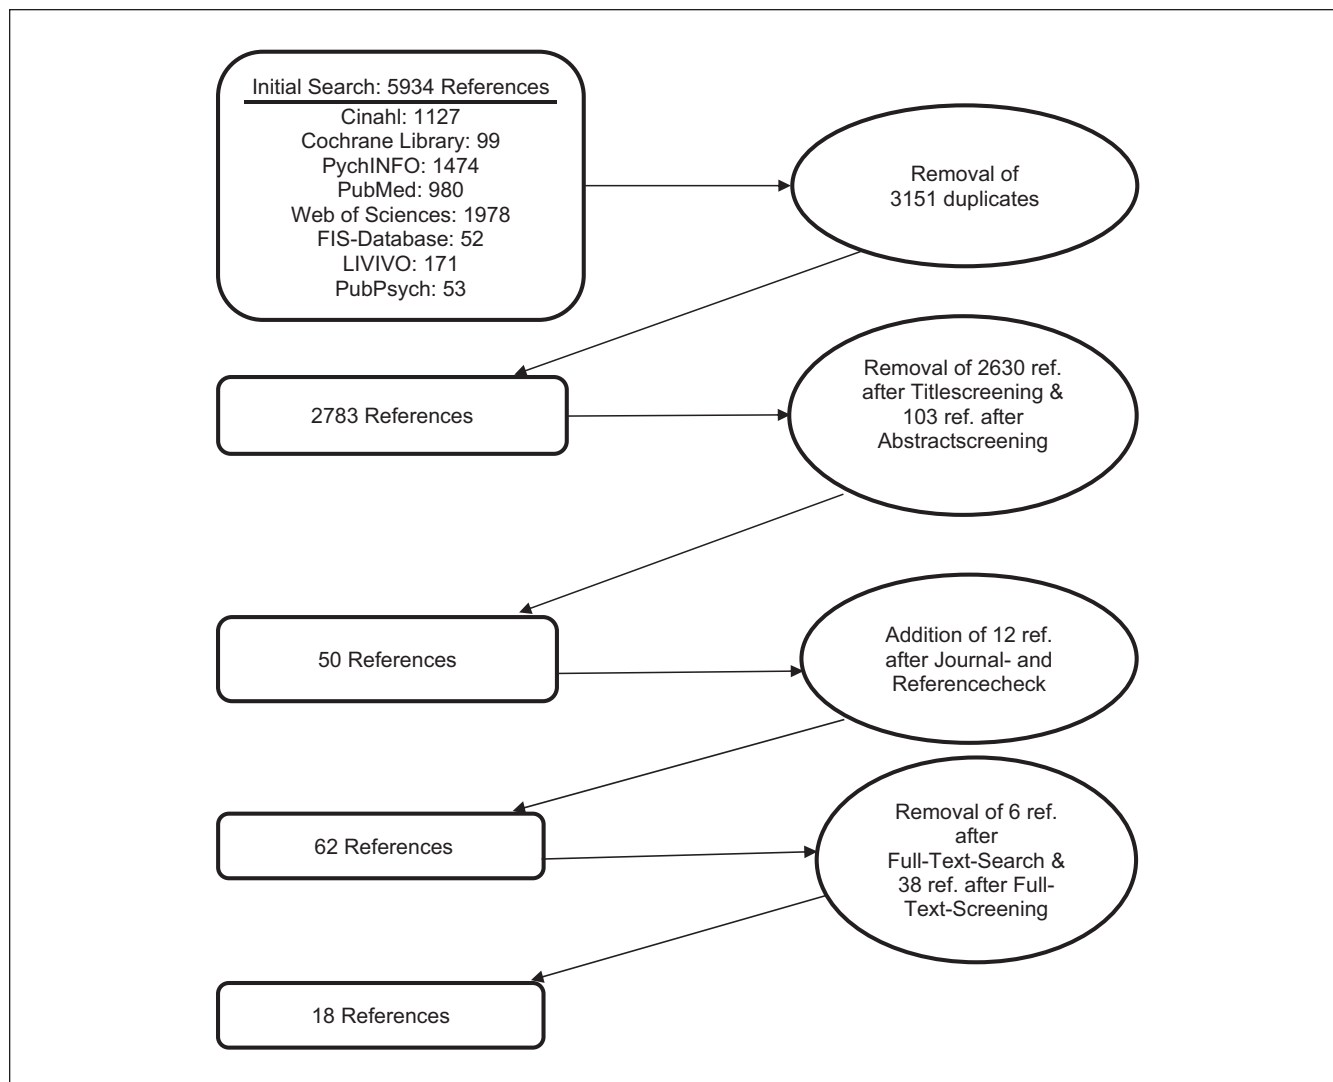 Initial Search: 5934 References
Cinahl: 1127
Cochrane Library: 99
PychINFO: 1474
PubMed: 980
Web of Sciences: 1978
FIS-Database: 52
LIVIVO: 171
PubPsych: 53
Removal of
3151 duplicates
2783 References
Removal of 2630 ref.
after Titlescreening &
103 ref. after
Abstractscreening
50 References
Addition of 12 ref.
after Journal- and
Referencecheck
62 References
Removal of 6 ref.
after
Full-Text-Search &
38 ref. after Full-
Text-Screening
18 References